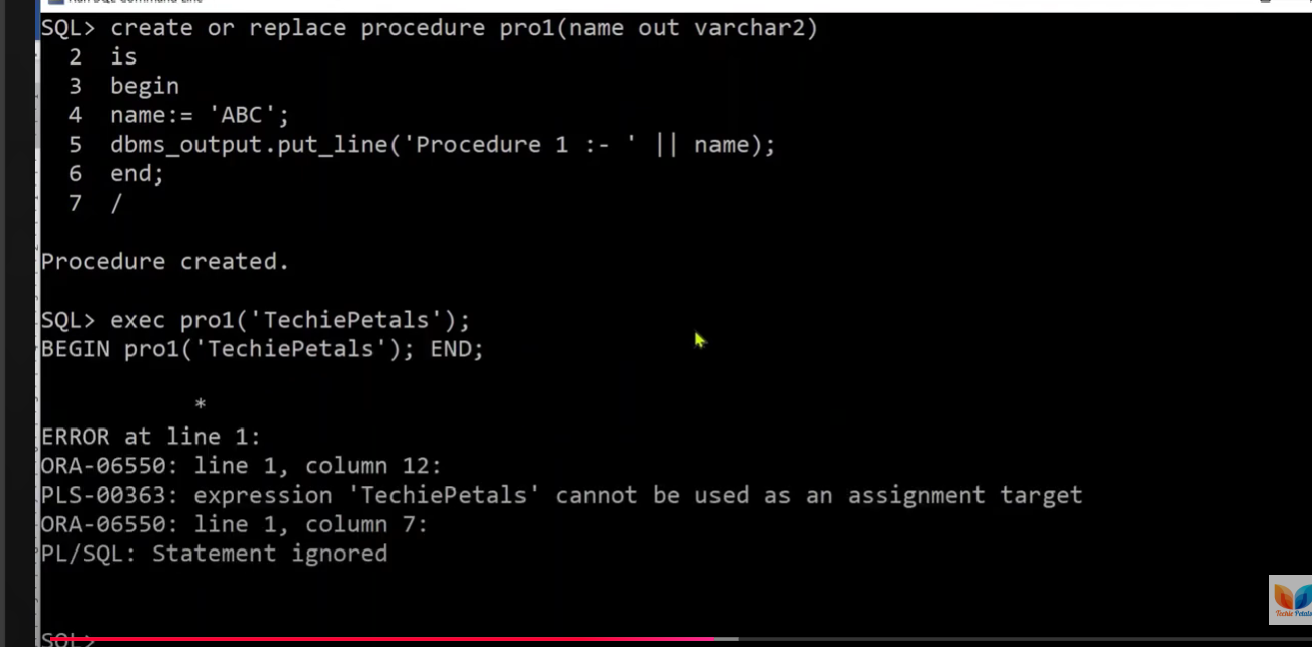 SQL> create or replace procedure pro1(name out varchar2)
2 is
3 begin
4 name:= 'ABC';
5 dbms_output.put_line('Procedure 1 :- ' || name);
6 end;
7 /
Procedure created.
SQL> exec pro1('TechiePetals');
BEGIN pro1('TechiePetals'); END;
*
ERROR at line 1:
ORA-06550: line 1, column 12:
PLS-00363: expression 'TechiePetals' cannot be used as an assignment target
ORA-06550: line 1, column 7:
PL/SQL: Statement ignored
Techie Petals
SQL>